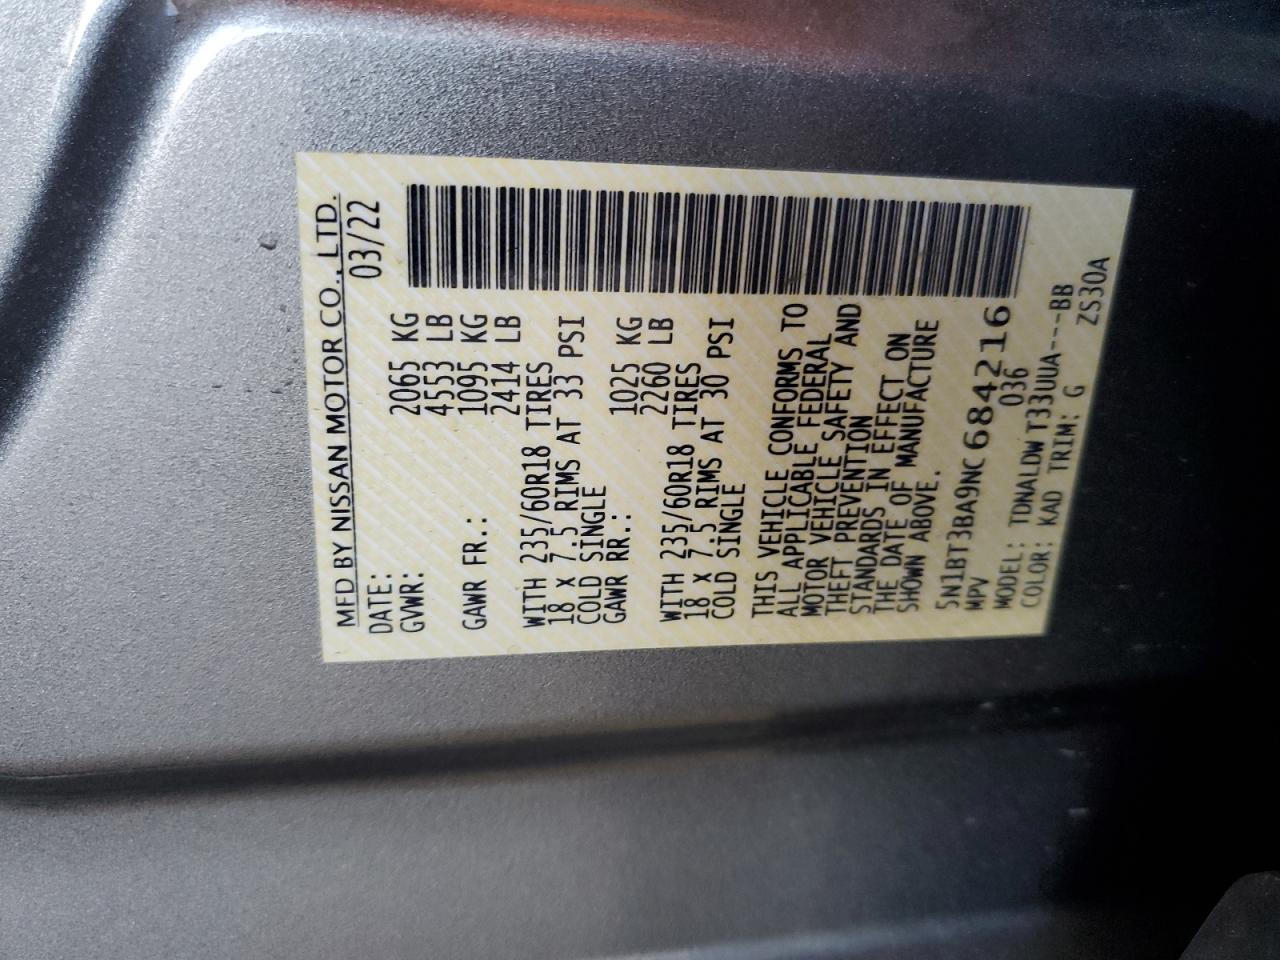 MFD BY NISSAN MOTOR CO., LTD.
DATE: 03/22
GVWR: 2065 KG
4553 LB
GAWR FR.: 1095 KG
2414 LB
WITH 235/60R18 TIRES
18 X 7.5 RIMS AT 33 PSI
COLD SINGLE
GAWR RR.: 1025 KG
2260 LB
WITH 235/60R18 TIRES
18 X 7.5 RIMS AT 30 PSI
COLD SINGLE
THIS VEHICLE CONFORMS TO
ALL APPLICABLE FEDERAL
MOTOR VEHICLE SAFETY AND
THEFT PREVENTION
STANDARDS IN EFFECT ON
THE DATE OF MANUFACTURE
SHOWN ABOVE.
5N1BT3BA9NC684216
MPV 036
MODEL: TDNALDW T33UUA---BB
COLOR: KAD TRIM: G ZS30A